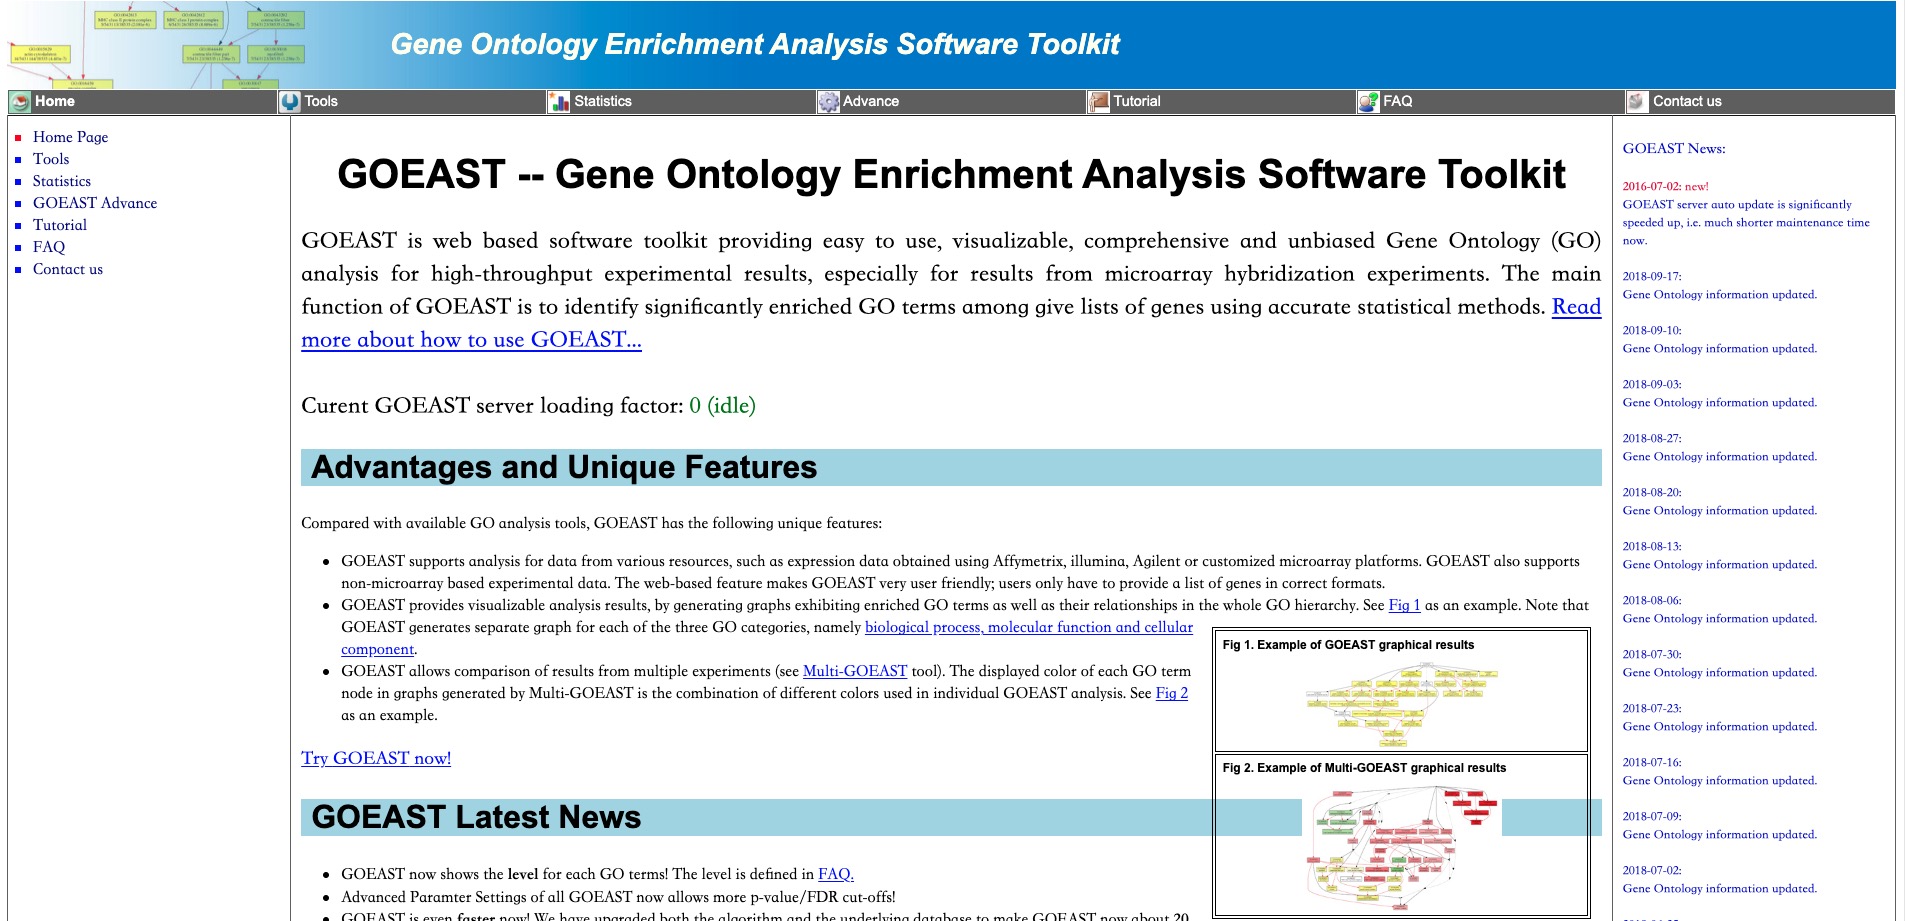 Gene Ontology Enrichment Analysis Software Toolkit
Home
Tools
Statistics
Advance
Tutorial
FAQ
Contact us
Home Page
Tools
Statistics
GOEAST Advance
Tutorial
FAQ
Contact us
GOEAST -- Gene Ontology Enrichment Analysis Software Toolkit
GOEAST is web based software toolkit providing easy to use, visualizable, comprehensive and unbiased Gene Ontology (GO)
analysis for high-throughput experimental results, especially for results from microarray hybridization experiments. The main
function of GOEAST is to identify significantly enriched GO terms among give lists of genes using accurate statistical methods. Read
more about how to use GOEAST...
Curent GOEAST server loading factor: 0 (idle)
Advantages and Unique Features
Compared with available GO analysis tools, GOEAST has the following unique features:
GOEAST supports analysis for data from various resources, such as expression data obtained using Affymetrix, illumina, Agilent or customized microarray platforms. GOEAST also supports
non-microarray based experimental data. The web-based feature makes GOEAST very user friendly; users only have to provide a list of genes in correct formats.
GOEAST provides visualizable analysis results, by generating graphs exhibiting enriched GO terms as well as their relationships in the whole GO hierarchy. See Fig 1 as an example. Note that
GOEAST generates separate graph for each of the three GO categories, namely biological process, molecular function and cellular
component.
GOEAST allows comparison of results from multiple experiments (see Multi-GOEAST tool). The displayed color of each GO term
node in graphs generated by Multi-GOEAST is the combination of different colors used in individual GOEAST analysis. See Fig 2
as an example.
Fig 1. Example of GOEAST graphical results
Fig 2. Example of Multi-GOEAST graphical results
Try GOEAST now!
GOEAST Latest News
GOEAST now shows the level for each GO terms! The level is defined in FAQ.
Advanced Paramter Settings of all GOEAST now allows more p-value/FDR cut-offs!
GOEAST is even faster now! We have upgraded both the algorithm and the underlying database to make GOEAST now about 20
GOEAST News:
2016-07-02: new!
GOEAST server auto update is significantly
speeded up, i.e. much shorter maintenance time
now.
2018-09-17:
Gene Ontology information updated.
2018-09-10:
Gene Ontology information updated.
2018-09-03:
Gene Ontology information updated.
2018-08-27:
Gene Ontology information updated.
2018-08-20:
Gene Ontology information updated.
2018-08-13:
Gene Ontology information updated.
2018-08-06:
Gene Ontology information updated.
2018-07-30:
Gene Ontology information updated.
2018-07-23:
Gene Ontology information updated.
2018-07-16:
Gene Ontology information updated.
2018-07-09:
Gene Ontology information updated.
2018-07-02:
Gene Ontology information updated.